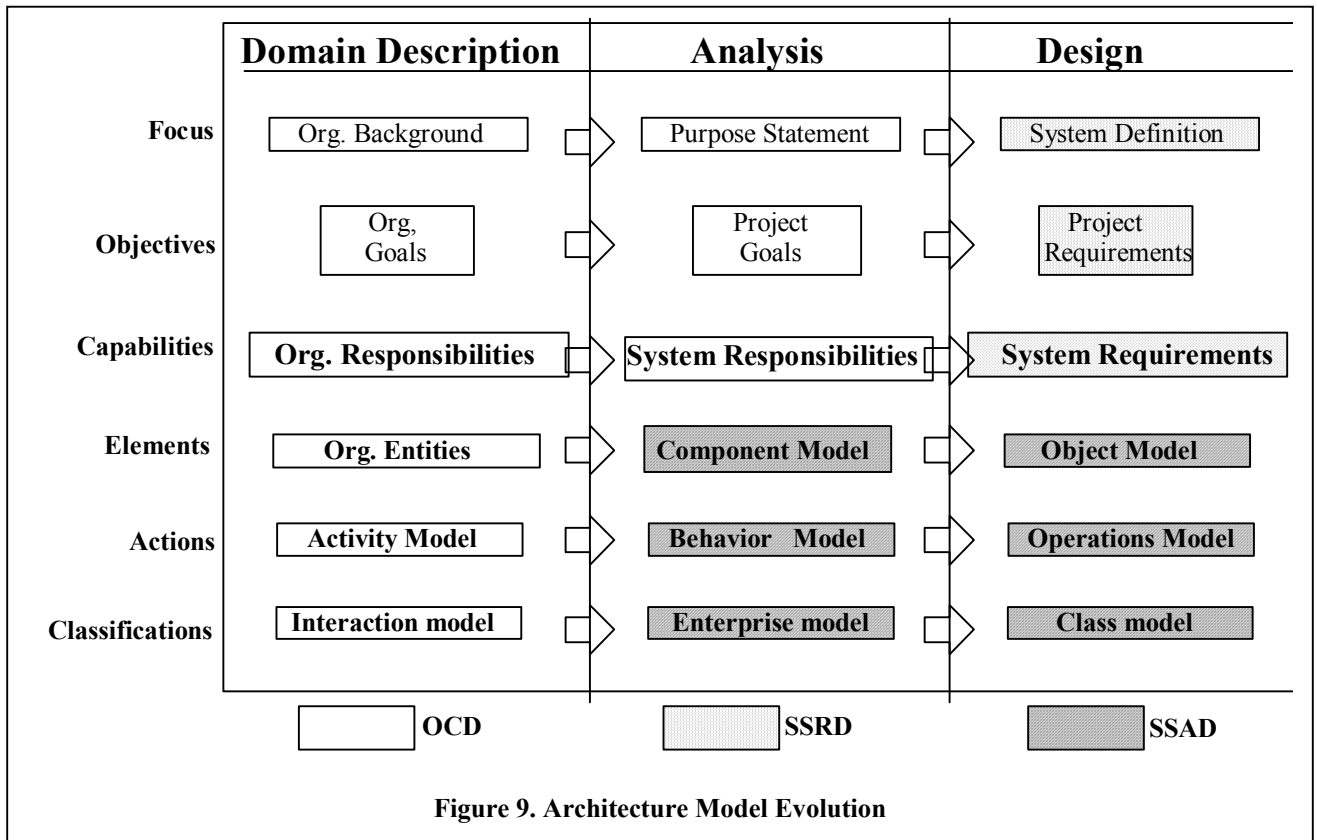 Domain Description Analysis Design
Focus Org. Background Purpose Statement System Definition
Objectives
Org,
Goals
Project
Goals
Project
Requirements
Capabilities Org. Responsibilities System Responsibilities System Requirements
Elements Org. Entities Component Model Object Model
Actions Activity Model Behavior Model Operations Model
Classifications Interaction model Enterprise model Class model
OCD SSRD SSAD
Figure 9. Architecture Model Evolution